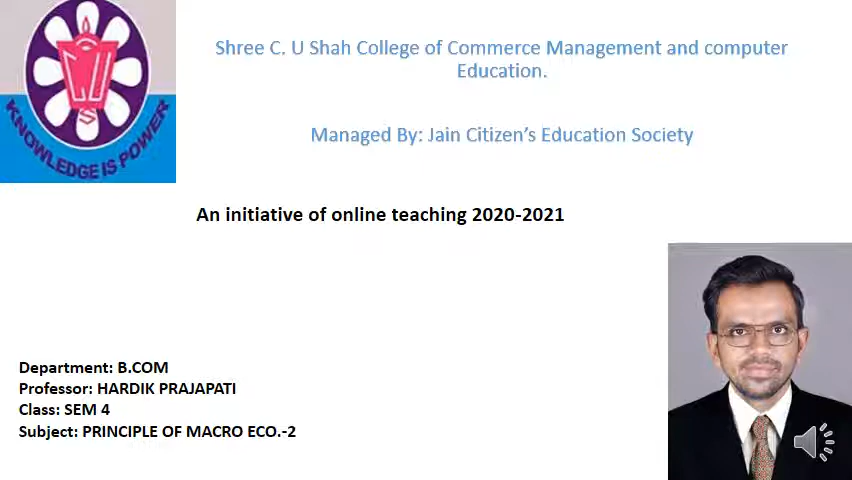 KNOWLEDGE IS POWER
Shree C. U Shah College of Commerce Management and computer
Education.
Managed By: Jain Citizen's Education Society
An initiative of online teaching 2020-2021
Department: B.COM
Professor: HARDIK PRAJAPATI
Class: SEM 4
Subject: PRINCIPLE OF MACRO ECO.-2